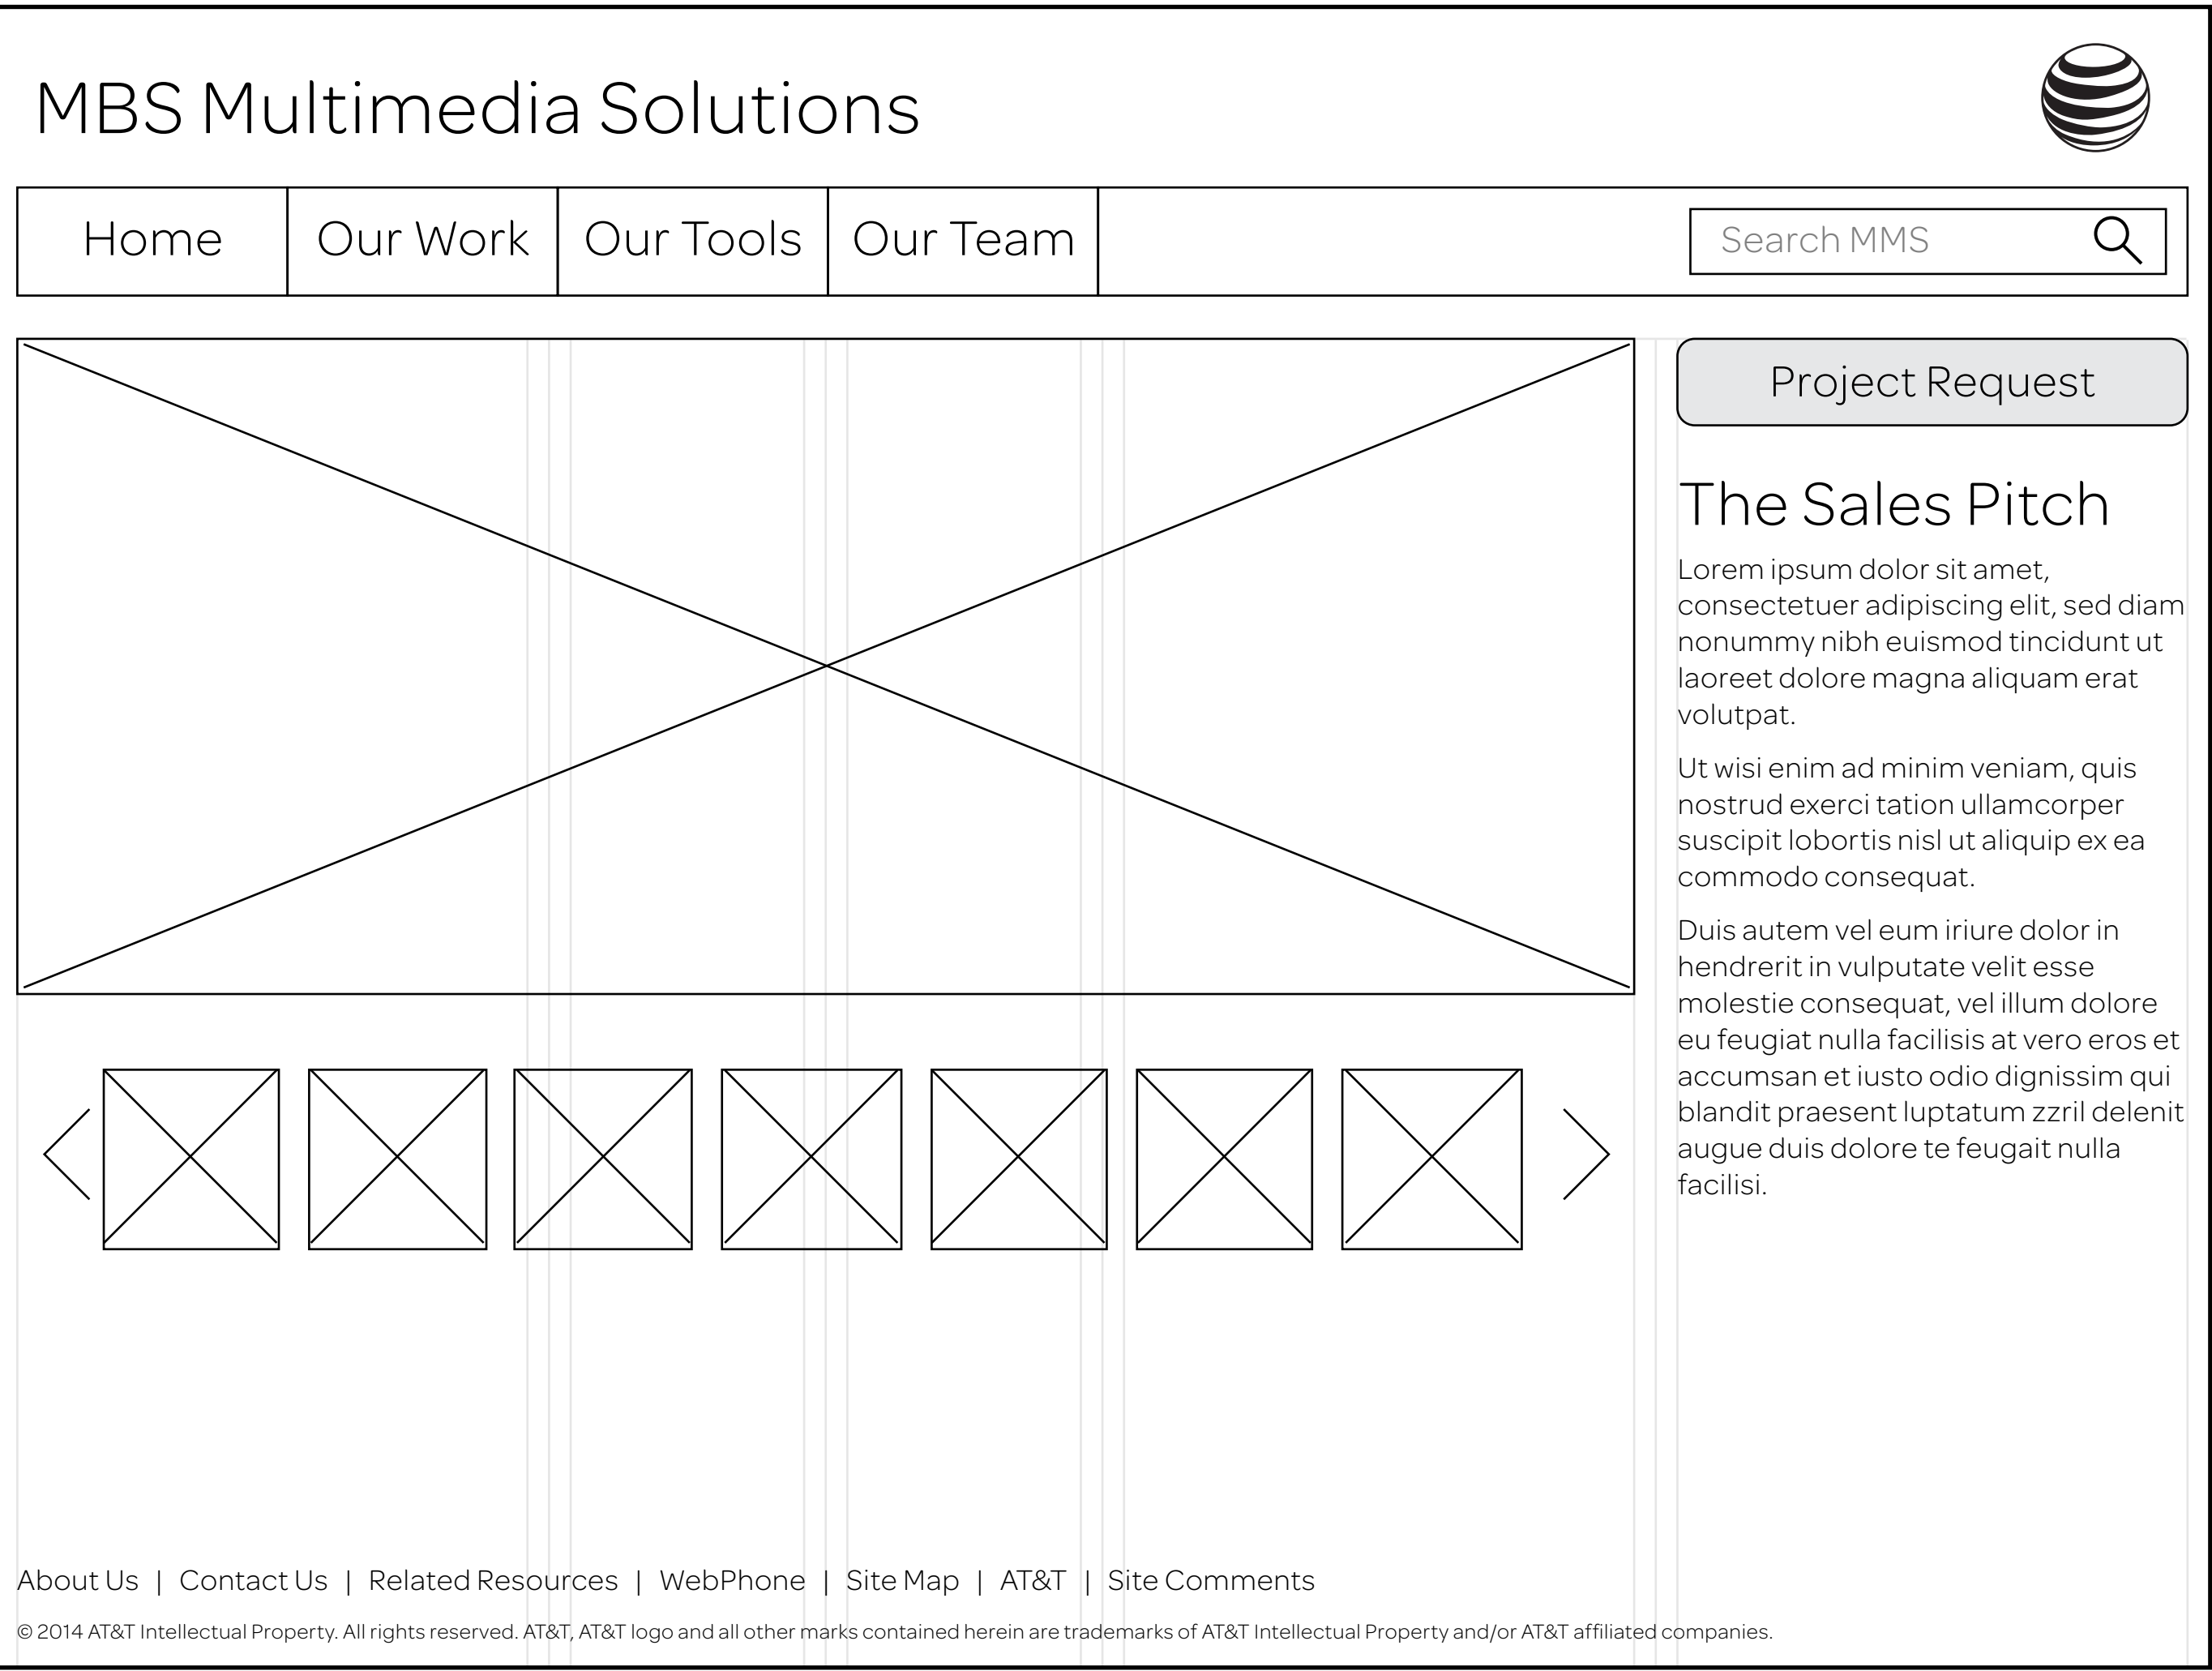 MBS Multimedia Solutions
Home
Our Work
Our Tools
Our Team
Search MMS
Project Request
The Sales Pitch
Lorem ipsum dolor sit amet,
consectetuer adipiscing elit, sed diam
nonummy nibh euismod tincidunt ut
laoreet dolore magna aliquam erat
volutpat.
Ut wisi enim ad minim veniam, quis
nostrud exerci tation ullamcorper
suscipit lobortis nisl ut aliquip ex ea
commodo consequat.
Duis autem vel eum iriure dolor in
hendrerit in vulputate velit esse
molestie consequat, vel illum dolore
eu feugiat nulla facilisis at vero eros et
accumsan et iusto odio dignissim qui
blandit praesent luptatum zzril delenit
augue duis dolore te feugait nulla
facilisi.
About Us | Contact Us | Related Resources | WebPhone | Site Map | AT&T | Site Comments
© 2014 AT&T Intellectual Property. All rights reserved. AT&T, AT&T logo and all other marks contained herein are trademarks of AT&T Intellectual Property and/or AT&T affiliated companies.